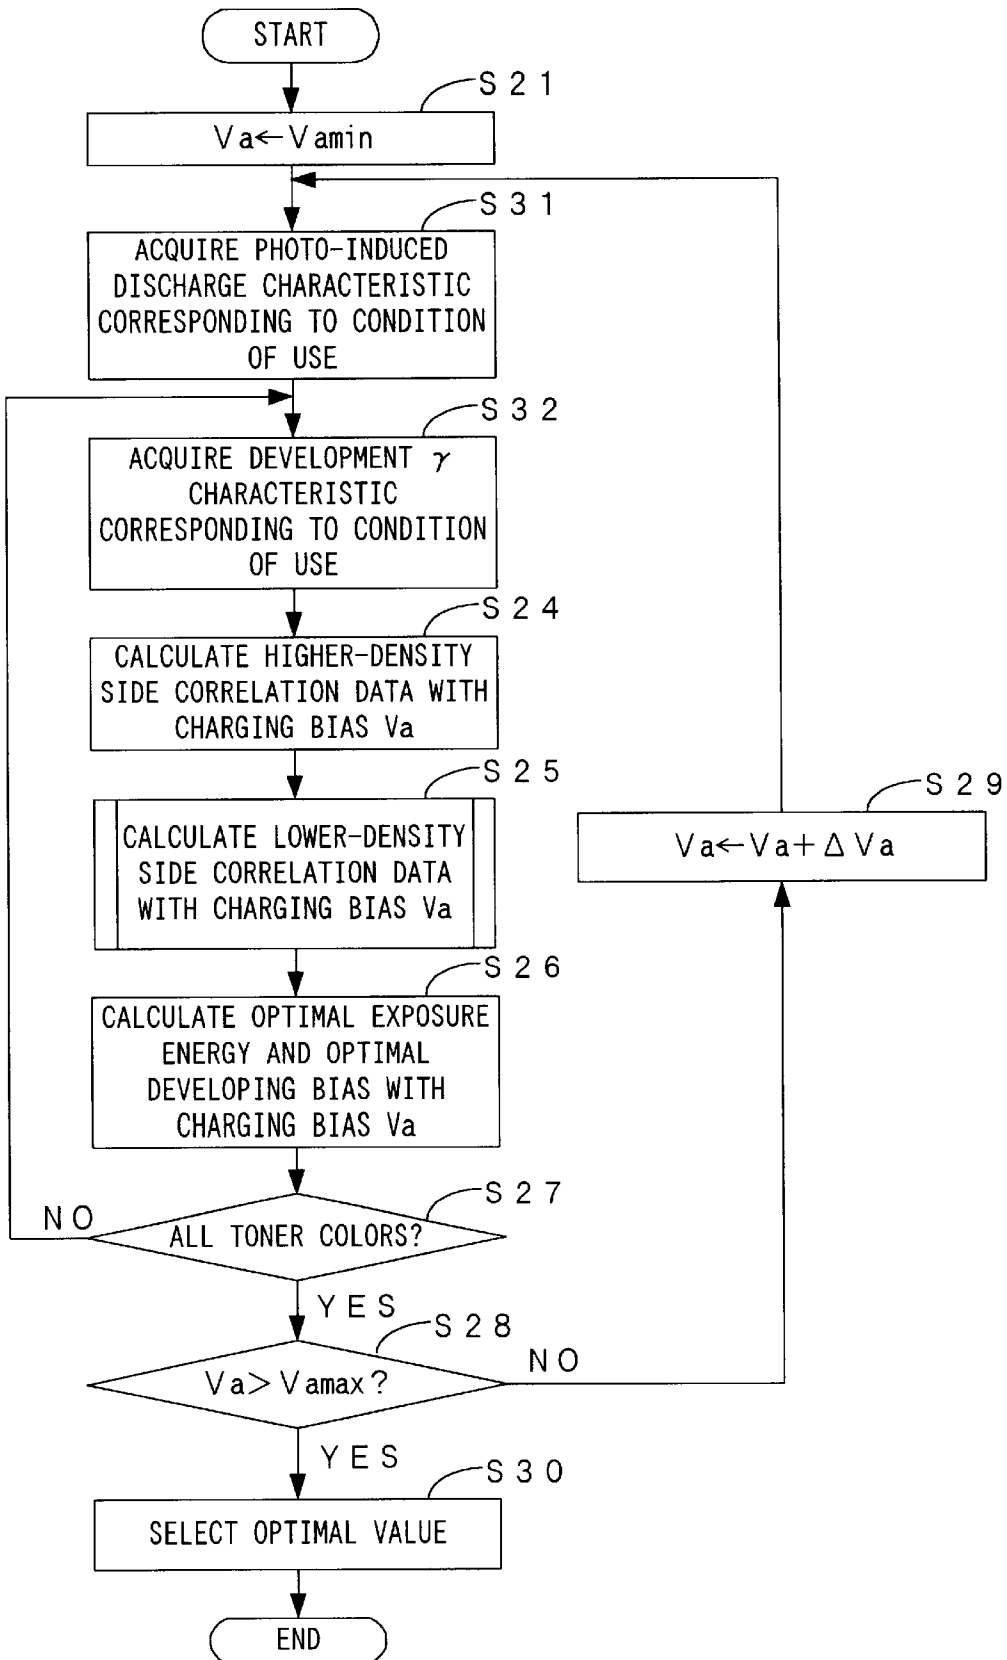 START
S21
Va←Vamin
S31
ACQUIRE PHOTO-INDUCED
DISCHARGE CHARACTERISTIC
CORRESPONDING TO CONDITION
OF USE
S32
ACQUIRE DEVELOPMENT γ
CHARACTERISTIC
CORRESPONDING TO CONDITION
OF USE
S24
CALCULATE HIGHER-DENSITY
SIDE CORRELATION DATA WITH
CHARGING BIAS Va
S25
CALCULATE LOWER-DENSITY
SIDE CORRELATION DATA
WITH CHARGING BIAS Va
S29
Va←Va+ΔVa
S26
CALCULATE OPTIMAL EXPOSURE
ENERGY AND OPTIMAL
DEVELOPING BIAS WITH
CHARGING BIAS Va
S27
NO
ALL TONER COLORS?
YES
S28
Va>Vamax?
NO
YES
S30
SELECT OPTIMAL VALUE
END